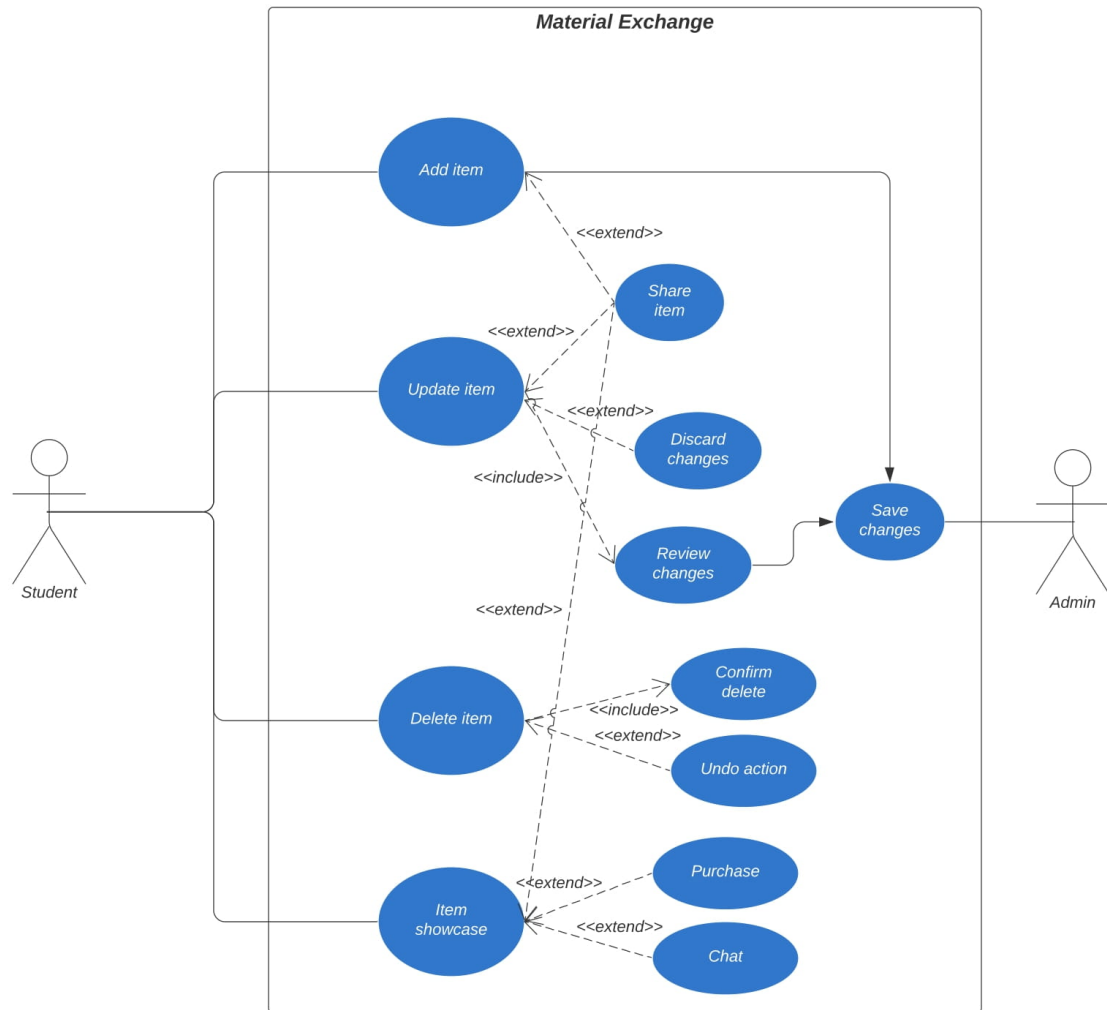 Material Exchange
Add item
<<extend>>
Share
item
<<extend>>
Update item
<<extend>>
Discard
changes
<<include>>
Save
changes
Review
changes
Student
Admin
<<extend>>
Confirm
delete
<<include>>
Delete item
<<extend>>
Undo action
Purchase
<<extend>>
Item
showcase
<<extend>>
Chat